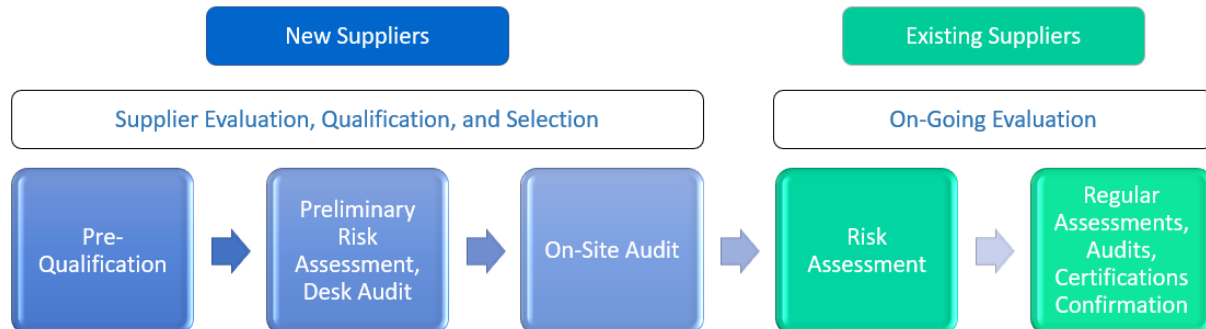 New Suppliers
Existing Suppliers
Supplier Evaluation, Qualification, and Selection
On-Going Evaluation
Pre-
Qualification
Preliminary
Risk
Assessment,
Desk Audit
On-Site Audit
Risk
Assessment
Regular
Assessments,
Audits,
Certifications
Confirmation